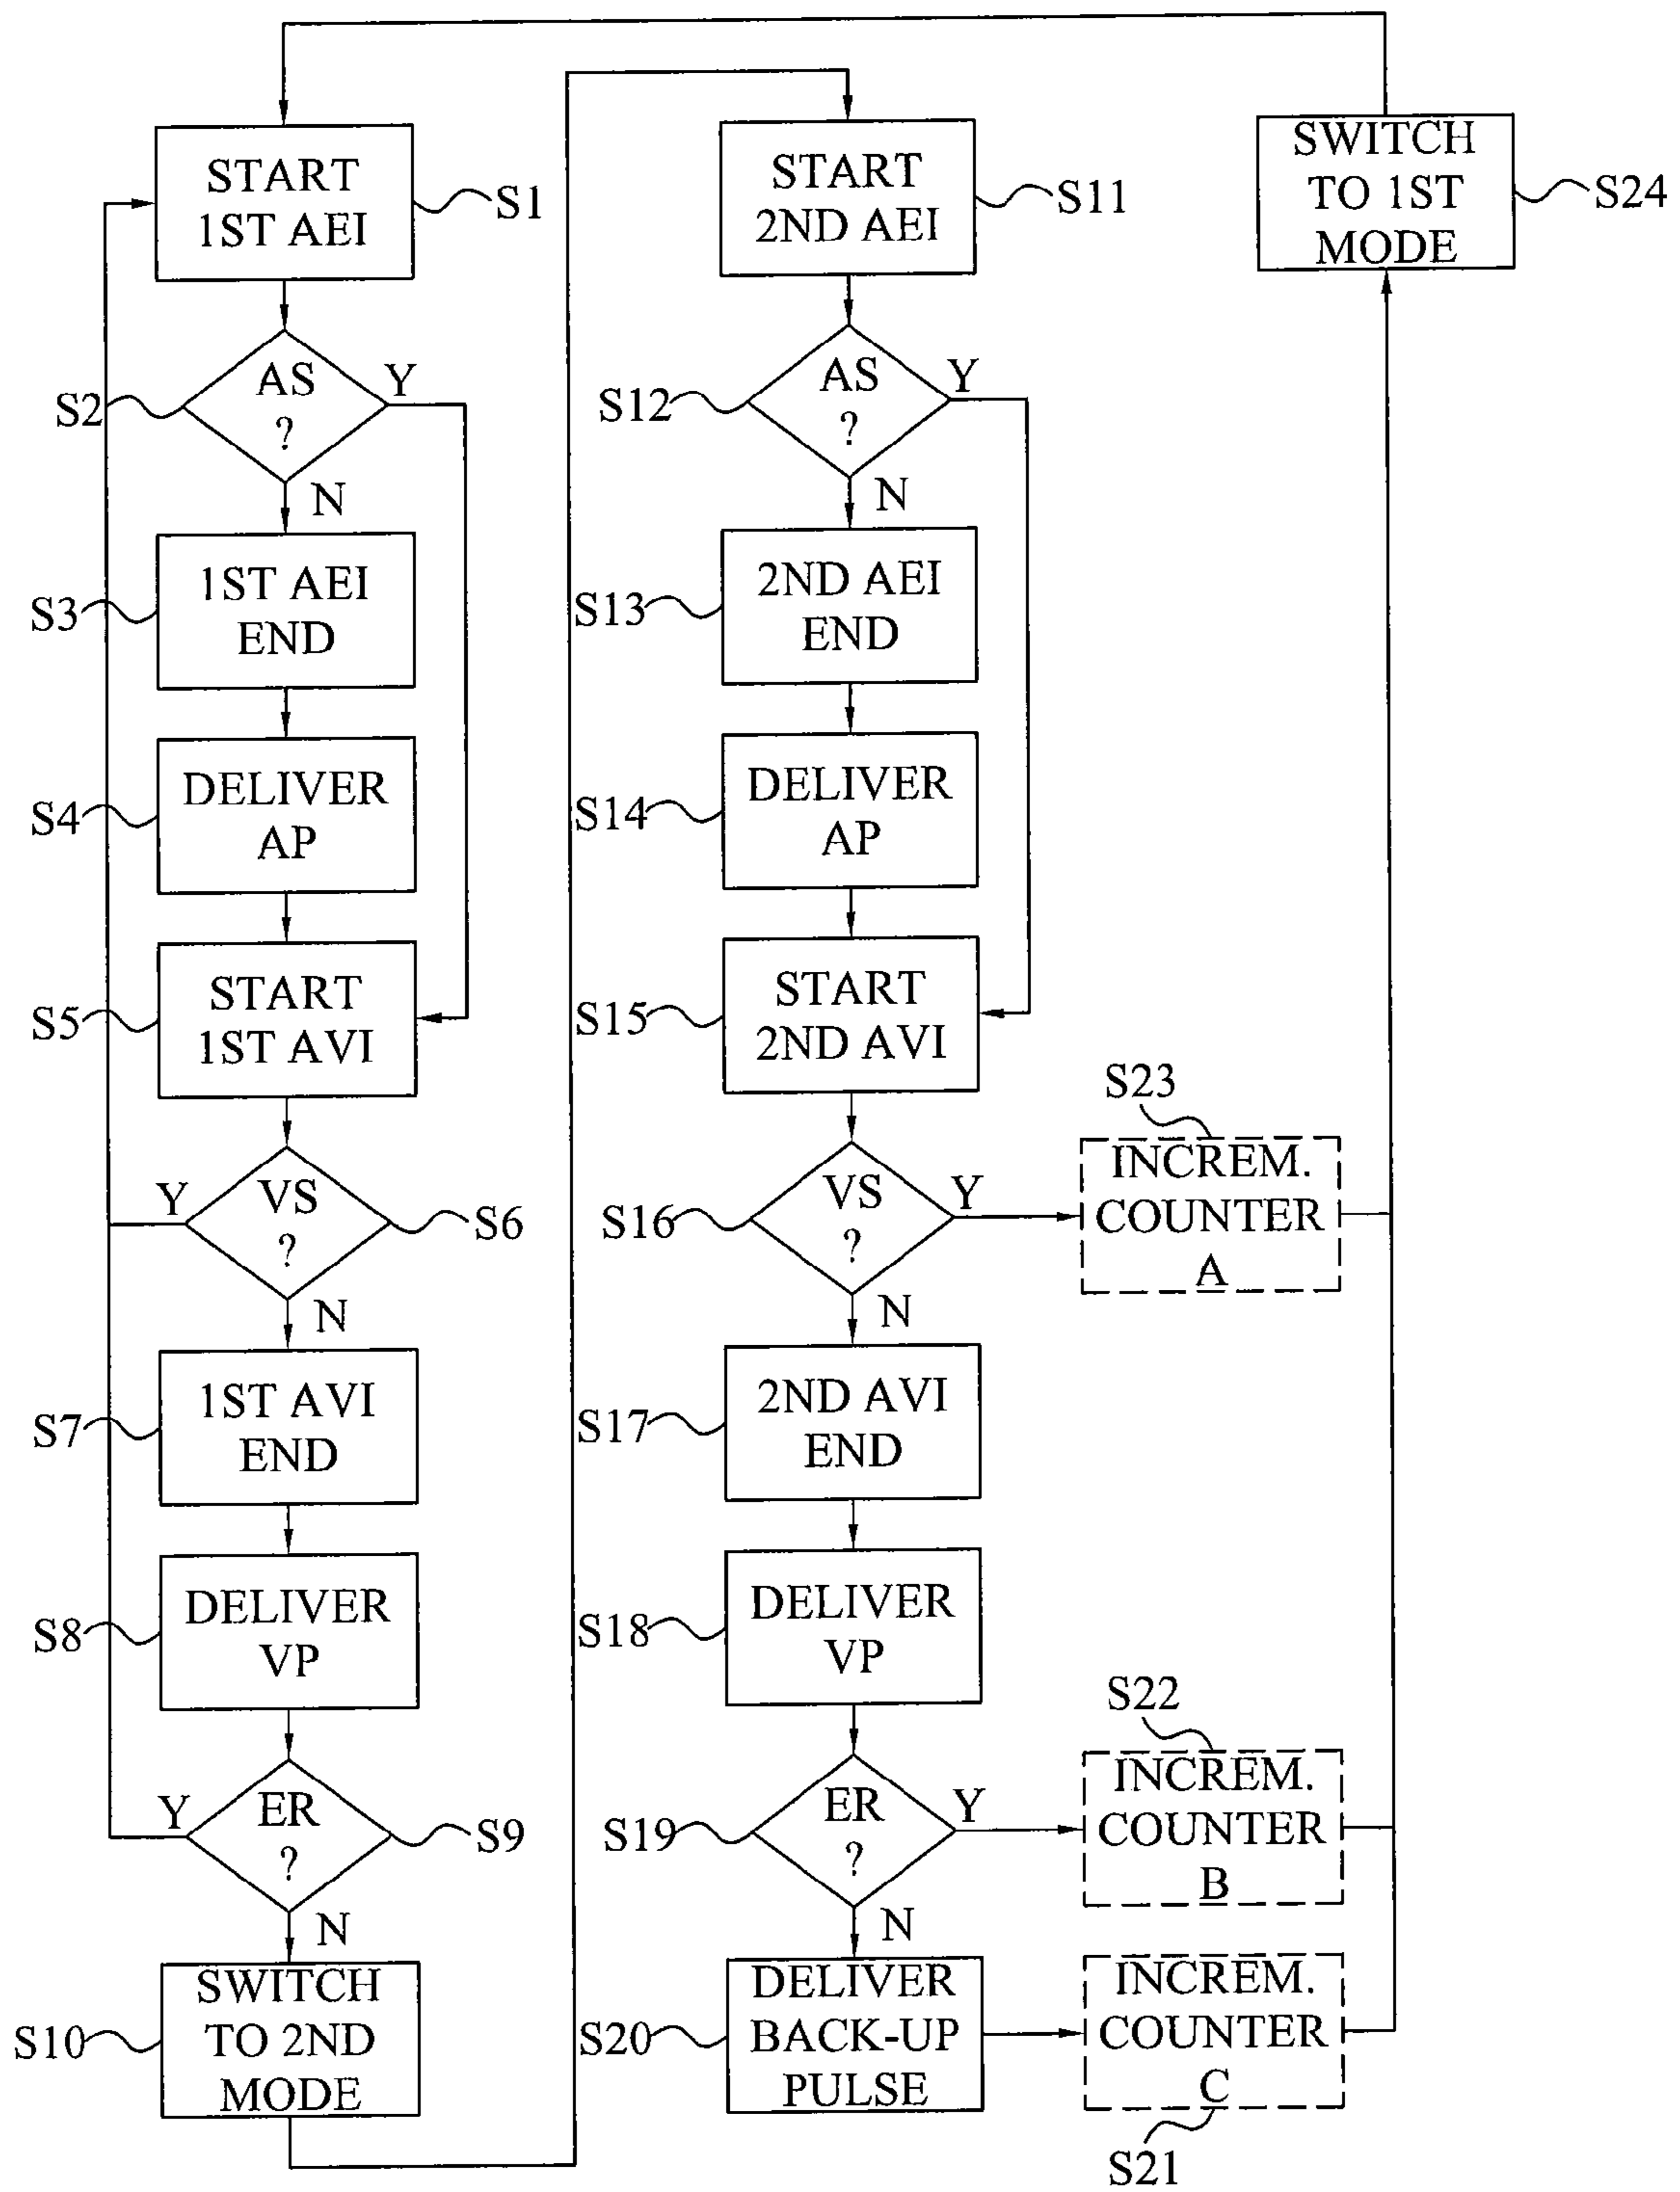 START
1ST AEI
S1
AS
?
Y
N
S2
1ST AEI
END
S3
DELIVER
AP
S4
START
1ST AVI
S5
VS
?
Y
N
S6
1ST AVI
END
S7
DELIVER
VP
S8
ER
?
Y
N
S9
SWITCH
TO 2ND
MODE
S10
START
2ND AEI
S11
AS
?
Y
N
S12
2ND AEI
END
S13
DELIVER
AP
S14
START
2ND AVI
S15
VS
?
Y
N
S16
2ND AVI
END
S17
DELIVER
VP
S18
ER
?
Y
N
S19
DELIVER
BACK-UP
PULSE
S20
SWITCH
TO 1ST
MODE
S24
S23
INCREM.
COUNTER
A
S22
INCREM.
COUNTER
B
INCREM.
COUNTER
C
S21